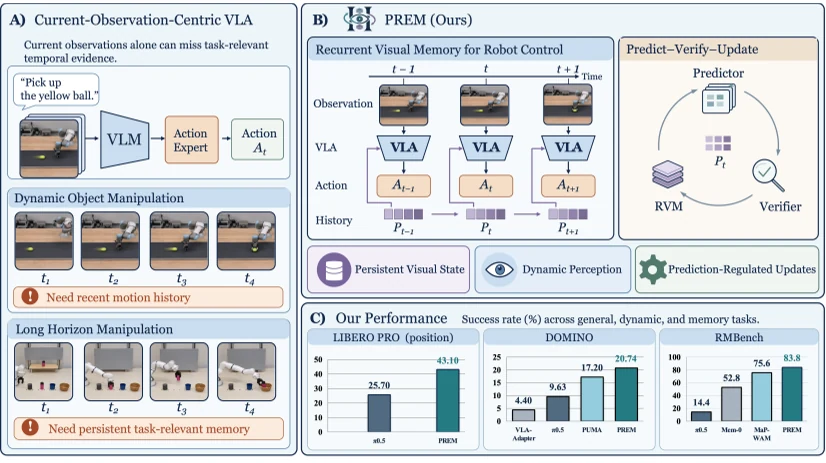 A) Current-Observation-Centric VLA
Current observations alone can miss task-relevant
temporal evidence.
"Pick up
the yellow ball."
VLM
Action
Expert
Action
At
Dynamic Object Manipulation
t1 t2 t3 t4
Need recent motion history
Long Horizon Manipulation
t1 t2 t3 t4
Need persistent task-relevant memory
B) PREM (Ours)
Recurrent Visual Memory for Robot Control
t − 1 t t + 1 Time
Observation
VLA VLA VLA VLA
Action At−1 At At+1
History
Pt−1 Pt Pt+1
Predict–Verify–Update
Predictor
Pt
RVM Verifier
Persistent Visual State
Dynamic Perception
Prediction-Regulated Updates
C) Our Performance Success rate (%) across general, dynamic, and memory tasks.
LIBERO PRO (position)
50
40
30
20
10
0
25.70 43.10
π0.5 PREM
DOMINO
25
20
15
10
5
0
4.40 9.63 17.20 20.74
VLA-
Adapter π0.5 PUMA PREM
RMBench
100
80
60
40
20
0
14.4 52.8 75.6 83.8
π0.5 Mem-0 MaP-
WAM PREM